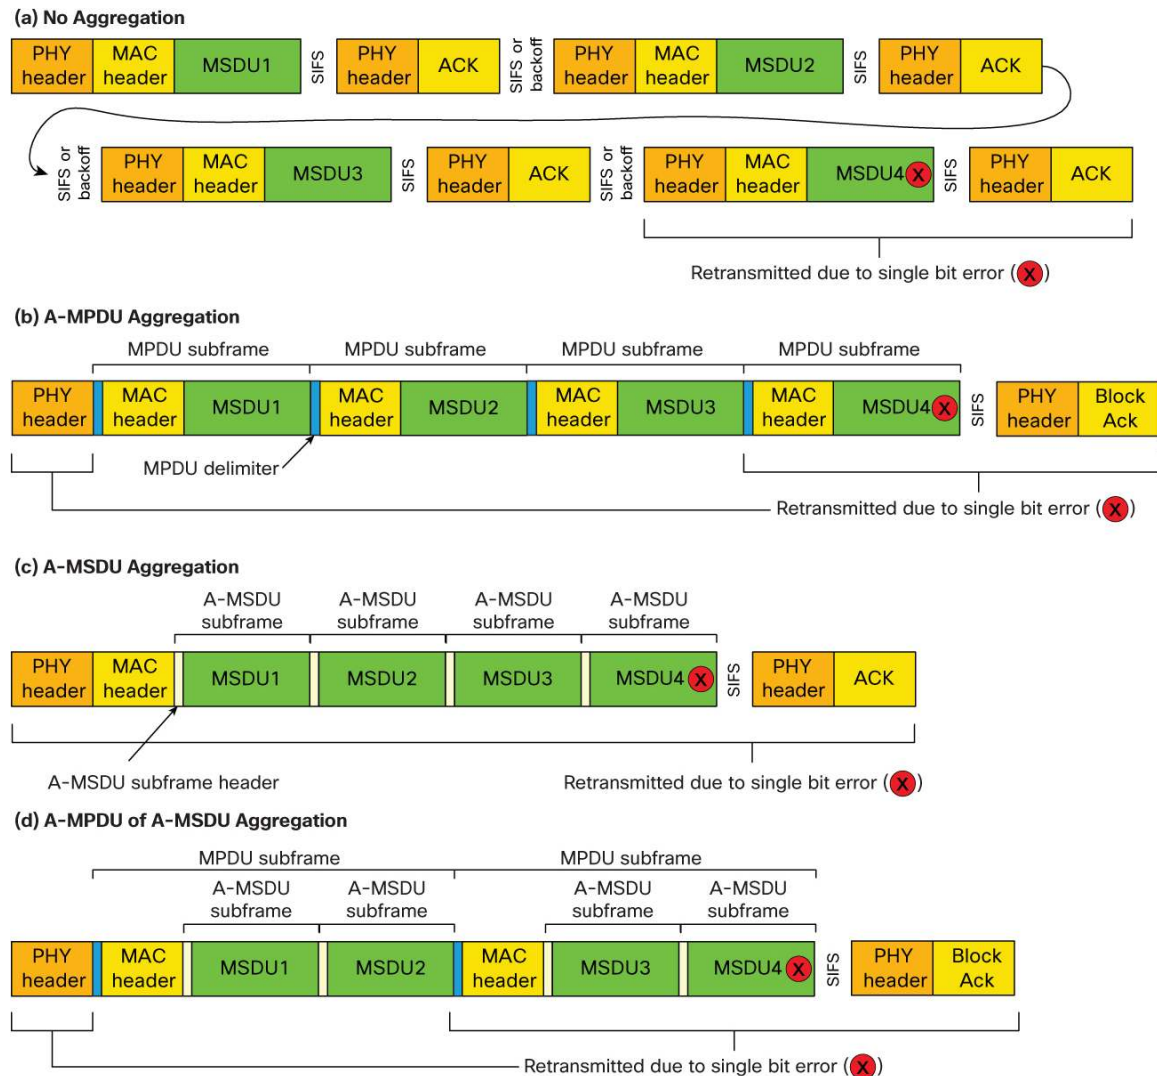 (a) No Aggregation
PHY header
MAC header
MSDU1
SIFS
PHY header
ACK
SIFS or backoff
PHY header
MAC header
MSDU2
SIFS
PHY header
ACK
SIFS or backoff
PHY header
MAC header
MSDU3
SIFS
PHY header
ACK
SIFS or backoff
PHY header
MAC header
MSDU4 X
SIFS
PHY header
ACK
Retransmitted due to single bit error (X)
(b) A-MPDU Aggregation
MPDU subframe
MPDU subframe
MPDU subframe
MPDU subframe
PHY header
MAC header
MSDU1
MAC header
MSDU2
MAC header
MSDU3
MAC header
MSDU4 X
SIFS
PHY header
Block Ack
MPDU delimiter
Retransmitted due to single bit error (X)
(c) A-MSDU Aggregation
A-MSDU subframe
A-MSDU subframe
A-MSDU subframe
A-MSDU subframe
PHY header
MAC header
MSDU1
MSDU2
MSDU3
MSDU4 X
SIFS
PHY header
ACK
A-MSDU subframe header
Retransmitted due to single bit error (X)
(d) A-MPDU of A-MSDU Aggregation
MPDU subframe
MPDU subframe
A-MSDU subframe
A-MSDU subframe
A-MSDU subframe
A-MSDU subframe
PHY header
MAC header
MSDU1
MSDU2
MAC header
MSDU3
MSDU4 X
SIFS
PHY header
Block Ack
Retransmitted due to single bit error (X)